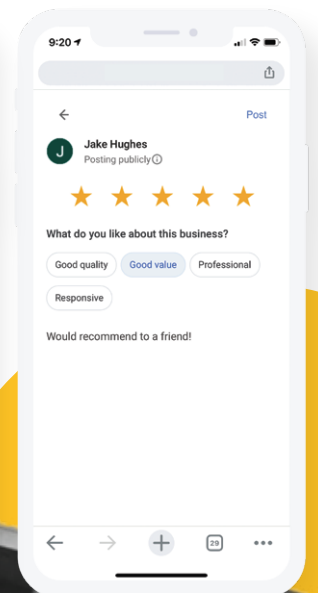 9:20
Post
J
Jake Hughes
Posting publicly
What do you like about this business?
Good quality Good value Professional
Responsive
Would recommend to a friend!
29